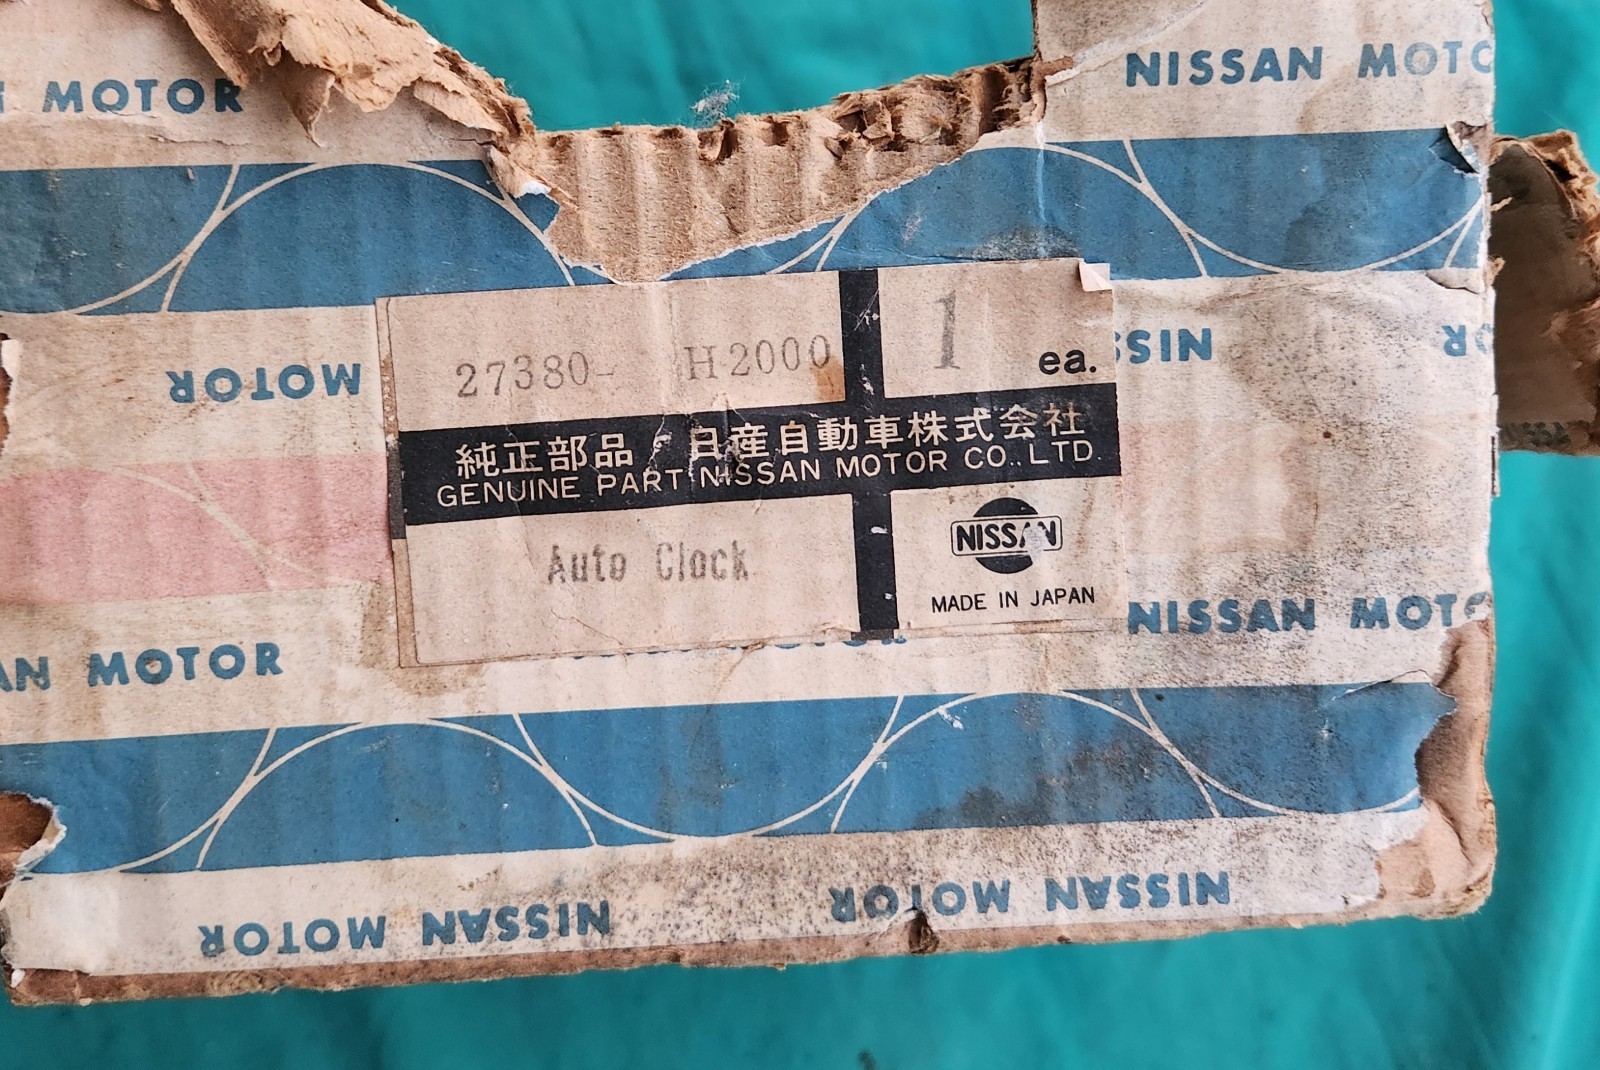 MOTOR
NISSAN MOTO
MOTOR
NISSAN MOTOR
27380- H2000
1 ea.
純正部品 日産自動車株式会社
GENUINE PART NISSAN MOTOR CO., LTD.
Auto Clock
NISSAN
MADE IN JAPAN
NISSAN MOTO
AN MOTOR
NISSAN MOTOR
NISSAN MOTOR